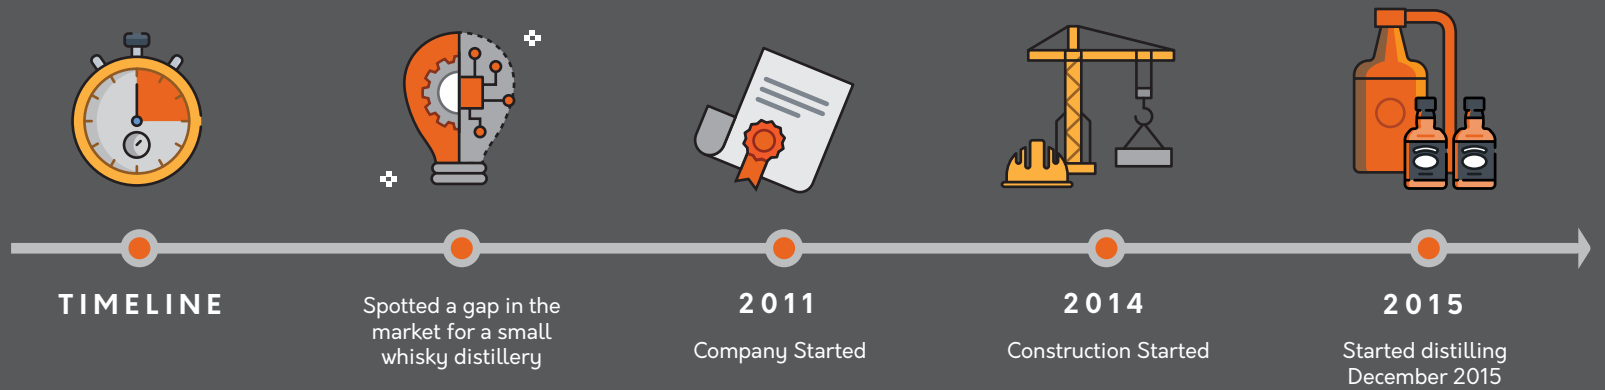 TIMELINE
Spotted a gap in the
market for a small
whisky distillery
2011
Company Started
2014
Construction Started
2015
Started distilling
December 2015